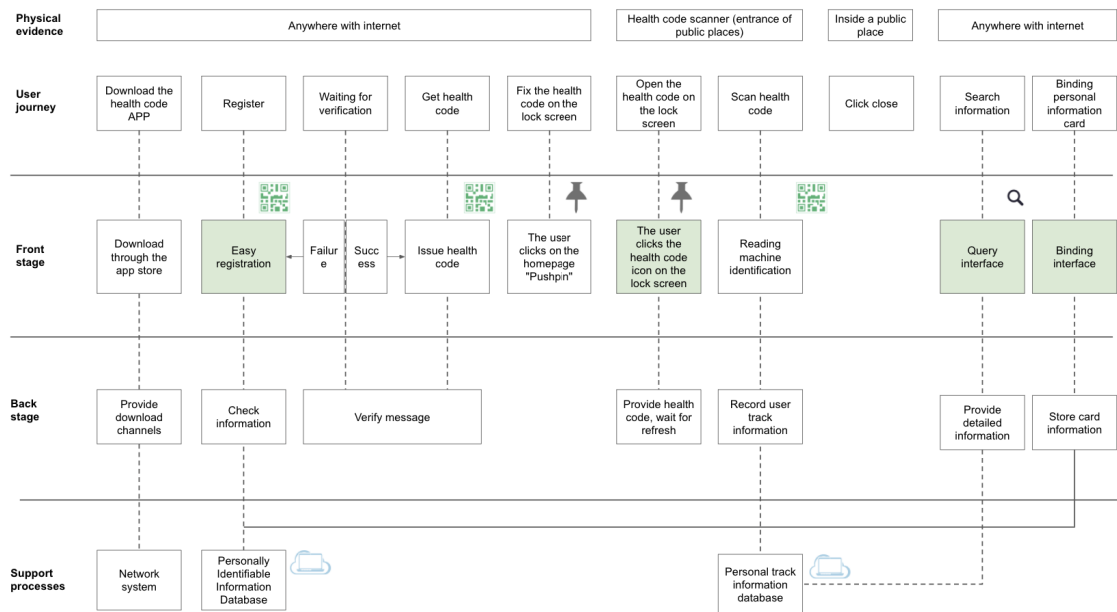 Physical
evidence
Anywhere with internet
Health code scanner (entrance of
public places)
Inside a public
place
Anywhere with internet
User
journey
Download the
health code
APP
Register
Waiting for
verification
Get health
code
Fix the health
code on the
lock screen
Open the
health code on
the lock
screen
Scan health
code
Click close
Search
information
Binding
personal
information
card
Front
stage
Download
through the
app store
Easy
registration
Failur
e
Succ
ess
Issue health
code
The user
clicks on the
homepage
"Pushpin"
The user
clicks the
health code
icon on the
lock screen
Reading
machine
identification
Query
interface
Binding
interface
Back
stage
Provide
download
channels
Check
information
Verify message
Provide health
code, wait for
refresh
Record user
track
information
Provide
detailed
information
Store card
information
Support
processes
Network
system
Personally
Identifiable
Information
Database
Personal track
information
database